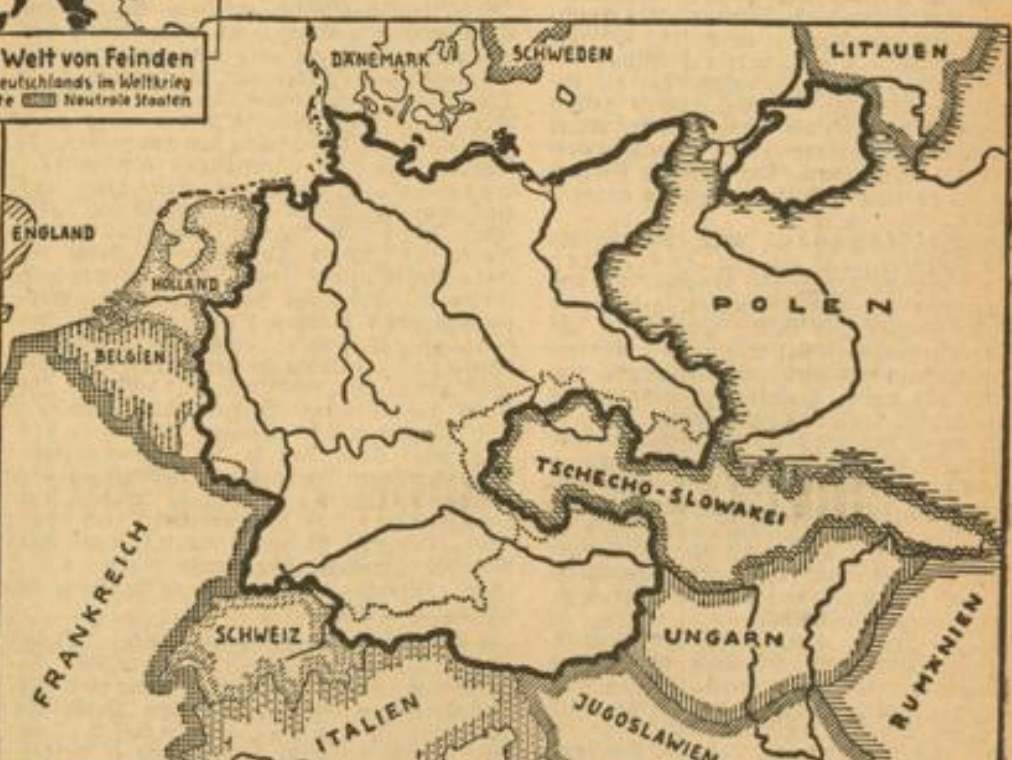 Welt von Feinden
eutschlands im Weltkrieg
te Neutrale Staaten
DÄNEMARK
SCHWEDEN
LITAUEN
ENGLAND
HOLLAND
POLEN
BELGIEN
TSCHECHO-SLOWAKEI
FRANKREICH
SCHWEIZ
UNGARN
RUMÄNIEN
ITALIEN
JUGOSLAWIEN